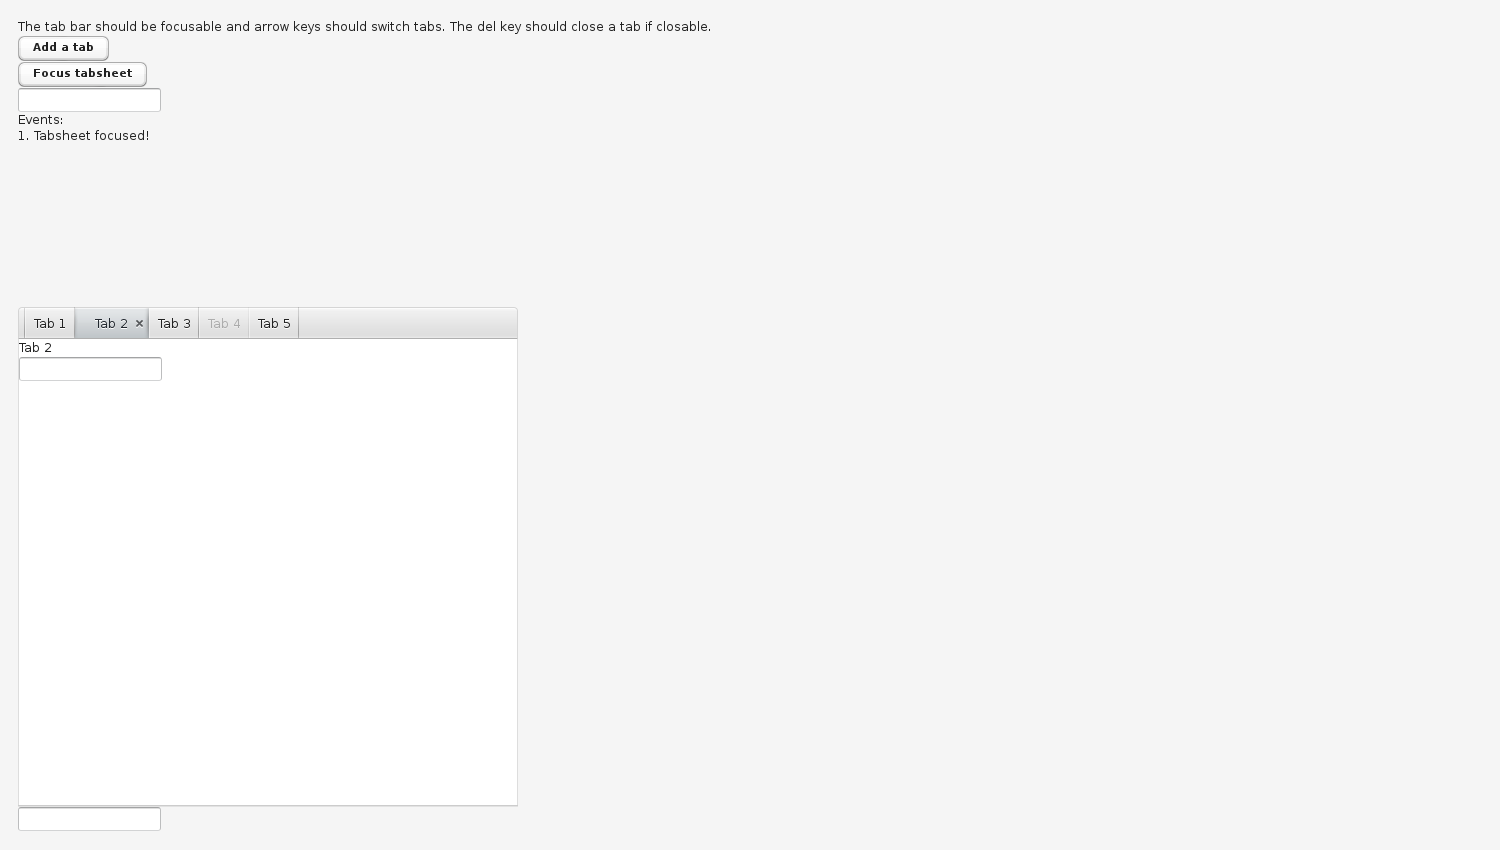 The tab bar should be focusable and arrow keys should switch tabs. The del key should close a tab if closable.
Add a tab
Focus tabsheet
Events:
1. Tabsheet focused!
Tab 1 Tab 2 × Tab 3 Tab 4 Tab 5
Tab 2